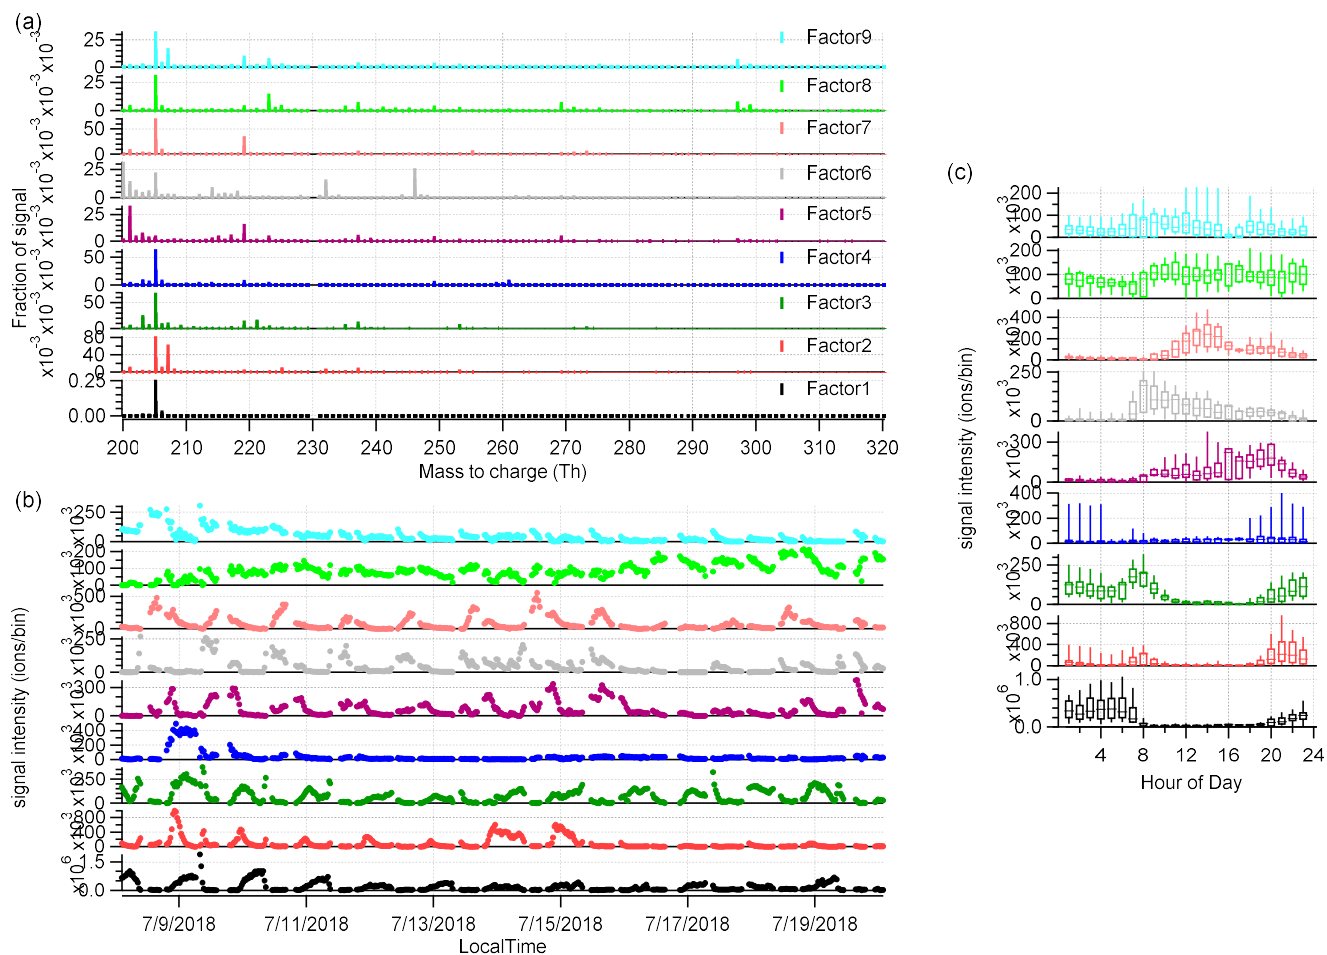 (a)
Factor9
Factor8
Factor7
Factor6
Factor5
Factor4
Factor3
Factor2
Factor1
Fraction of signal
x10⁻³
25
0
x10⁻³
25
0
x10⁻³
50
0
x10⁻³
25
0
x10⁻³
25
0
x10⁻³
50
0
x10⁻³
50
0
x10⁻³
80
40
0
0.25
0.00
200 210 220 230 240 250 260 270 280 290 300 310 320
Mass to charge (Th)
(b)
signal intensity (ions/bin)
x10³
250
0
x10³
200
100
0
x10³
500
0
x10³
250
0
x10³
300
0
x10³
400
200
0
x10³
250
0
x10³
800
400
0
x10⁶
1.5
0.0
7/9/2018 7/11/2018 7/13/2018 7/15/2018 7/17/2018 7/19/2018
LocalTime
(c)
signal intensity (ions/bin)
x10³
200
100
0
x10³
200
100
0
x10³
400
200
0
x10³
250
0
x10³
300
0
x10³
400
200
0
x10³
250
0
x10³
800
400
0
x10⁶
1.0
0.0
4 8 12 16 20 24
Hour of Day